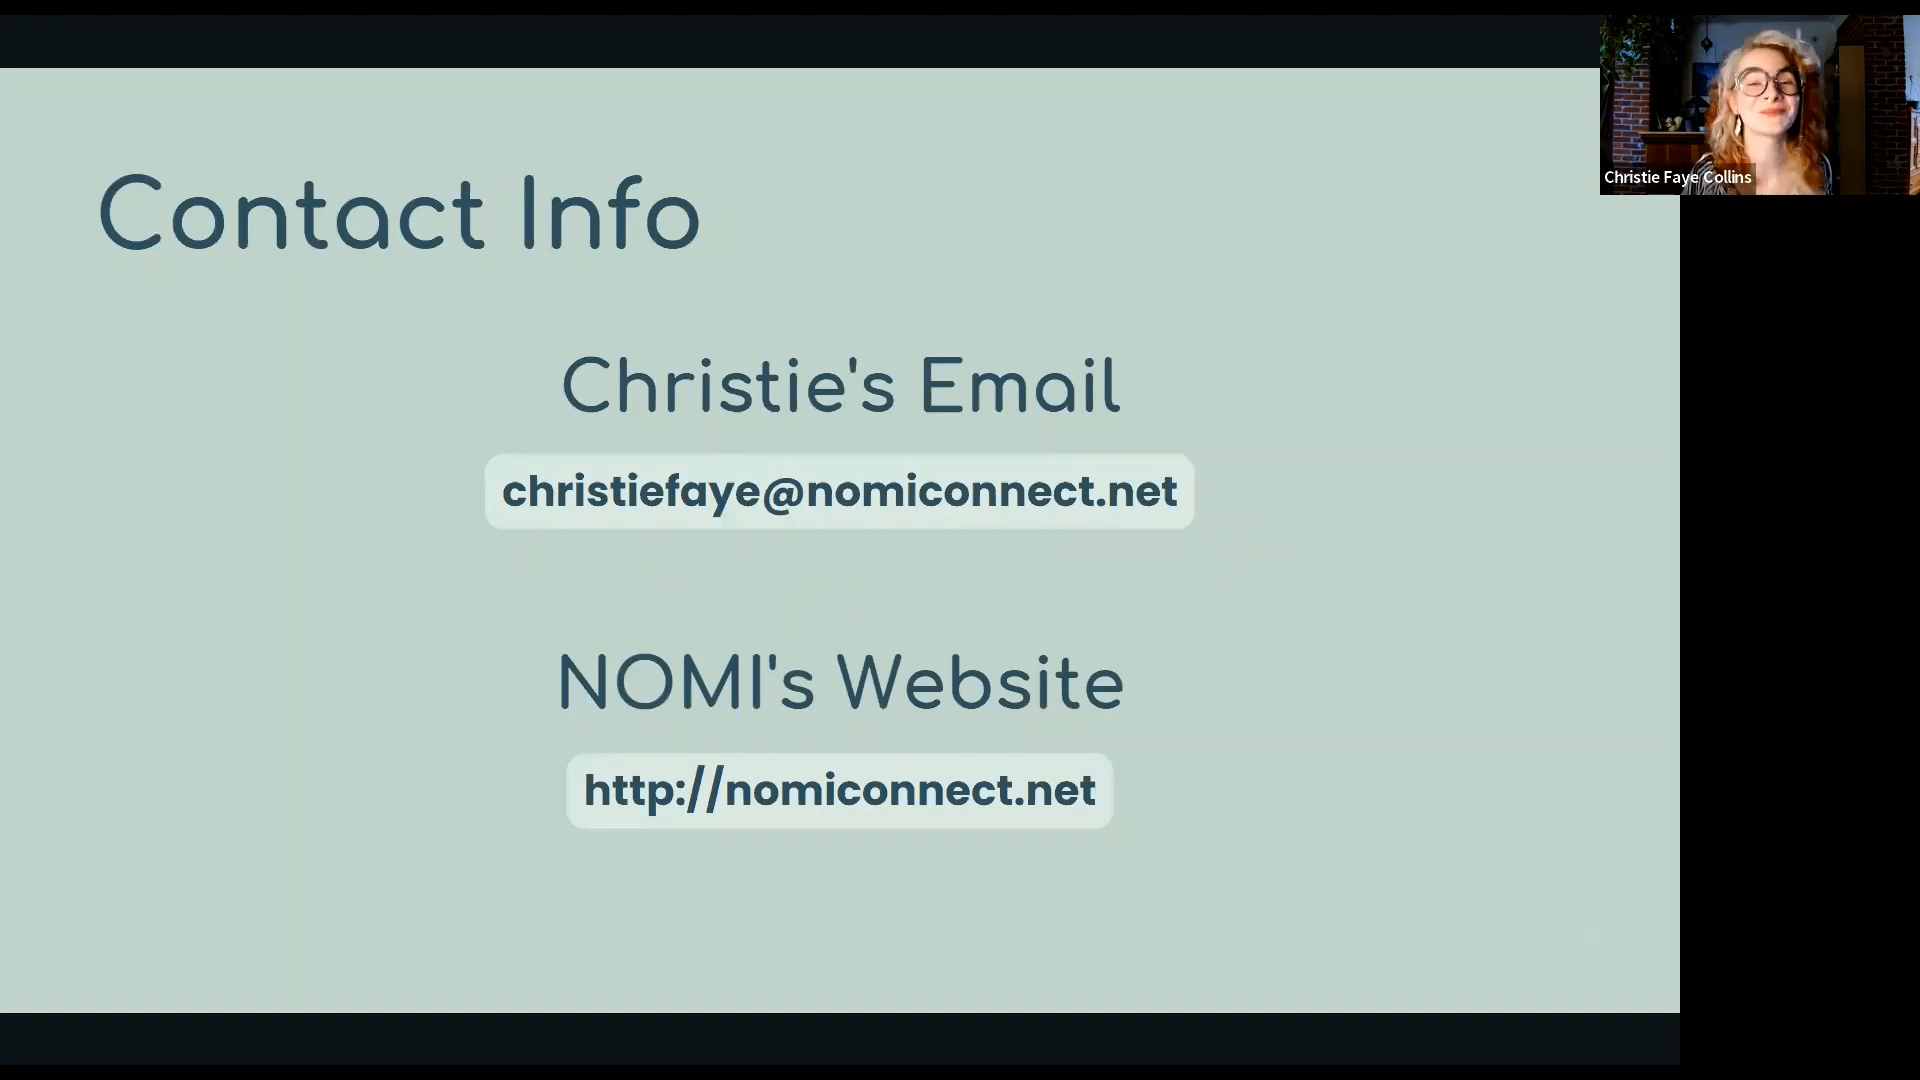 Contact Info
Christie's Email
christiefaye@nomiconnect.net
NOMI's Website
http://nomiconnect.net
Christie Faye Collins